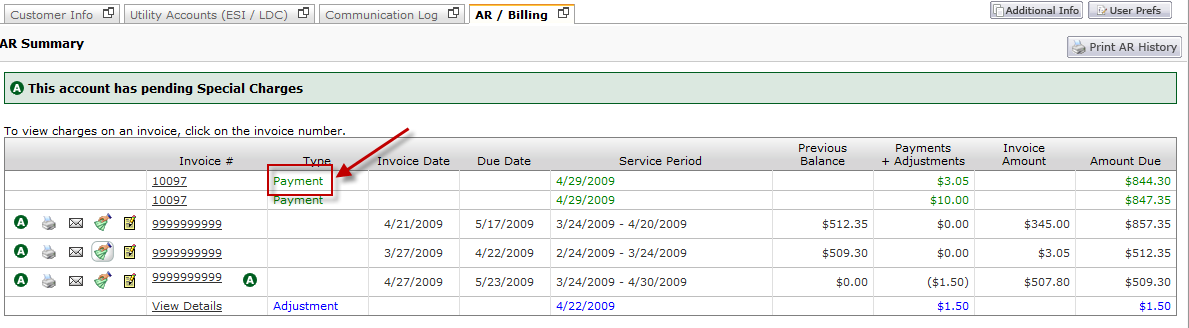 Customer Info Utility Accounts (ESI / LDC) Communication Log AR / Billing Additional Info User Prefs
AR Summary
Print AR History
A This account has pending Special Charges
To view charges on an invoice, click on the invoice number.
Invoice # Type Invoice Date Due Date Service Period Previous Balance Payments + Adjustments Invoice Amount Amount Due
10097 Payment 4/29/2009 $3.05 $844.30
10097 Payment 4/29/2009 $10.00 $847.35
A 9999999999 4/21/2009 5/17/2009 3/24/2009 - 4/20/2009 $512.35 $0.00 $345.00 $857.35
A 9999999999 3/27/2009 4/22/2009 2/24/2009 - 3/24/2009 $509.30 $0.00 $3.05 $512.35
A 9999999999 A 4/27/2009 5/23/2009 3/24/2009 - 4/30/2009 $0.00 ($1.50) $507.80 $509.30
View Details Adjustment 4/22/2009 $1.50 $1.50